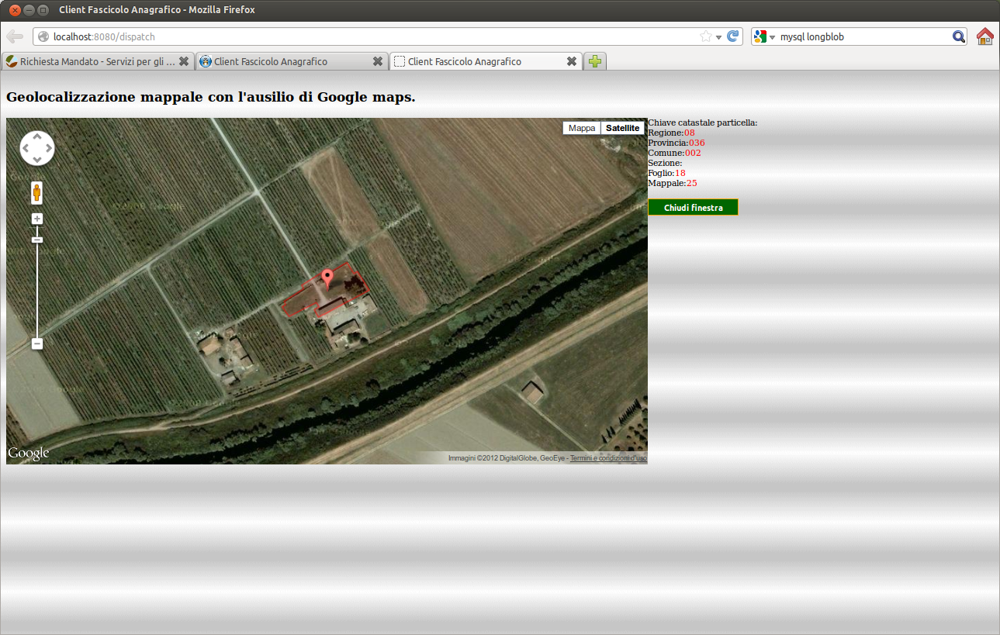 Client Fascicolo Anagrafico - Mozilla Firefox
localhost:8080/dispatch
mysql longblob
Richiesta Mandato - Servizi per gli ...
Client Fascicolo Anagrafico
Client Fascicolo Anagrafico
Geolocalizzazione mappale con l'ausilio di Google maps.
Mappa
Satellite
Chiave catastale particella:
Regione:08
Provincia:036
Comune:002
Sezione:
Foglio:18
Mappale:25
Chiudi finestra
Google
Immagini ©2012 DigitalGlobe, GeoEye - Termini e condizioni d'uso